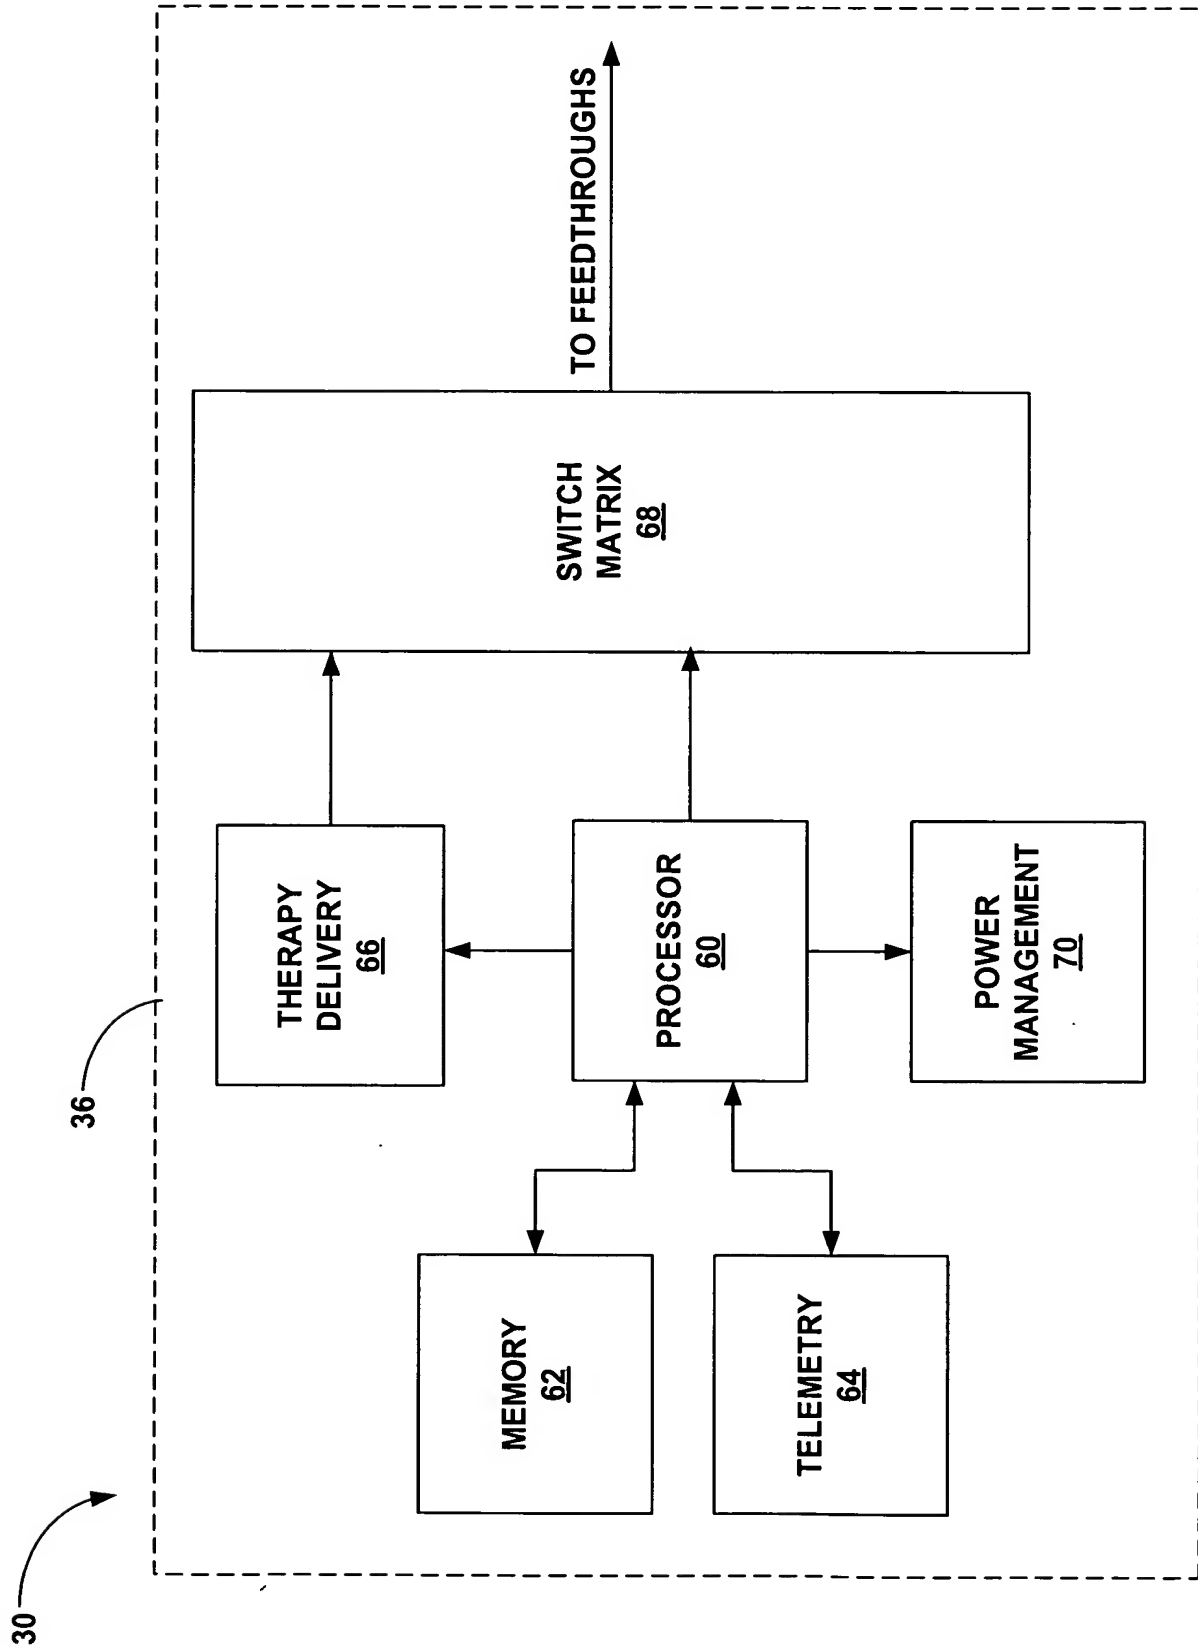 30
36
THERAPY
DELIVERY
66
MEMORY
62
PROCESSOR
60
SWITCH
MATRIX
68
TO FEEDTHROUGHS
TELEMETRY
64
POWER
MANAGEMENT
70